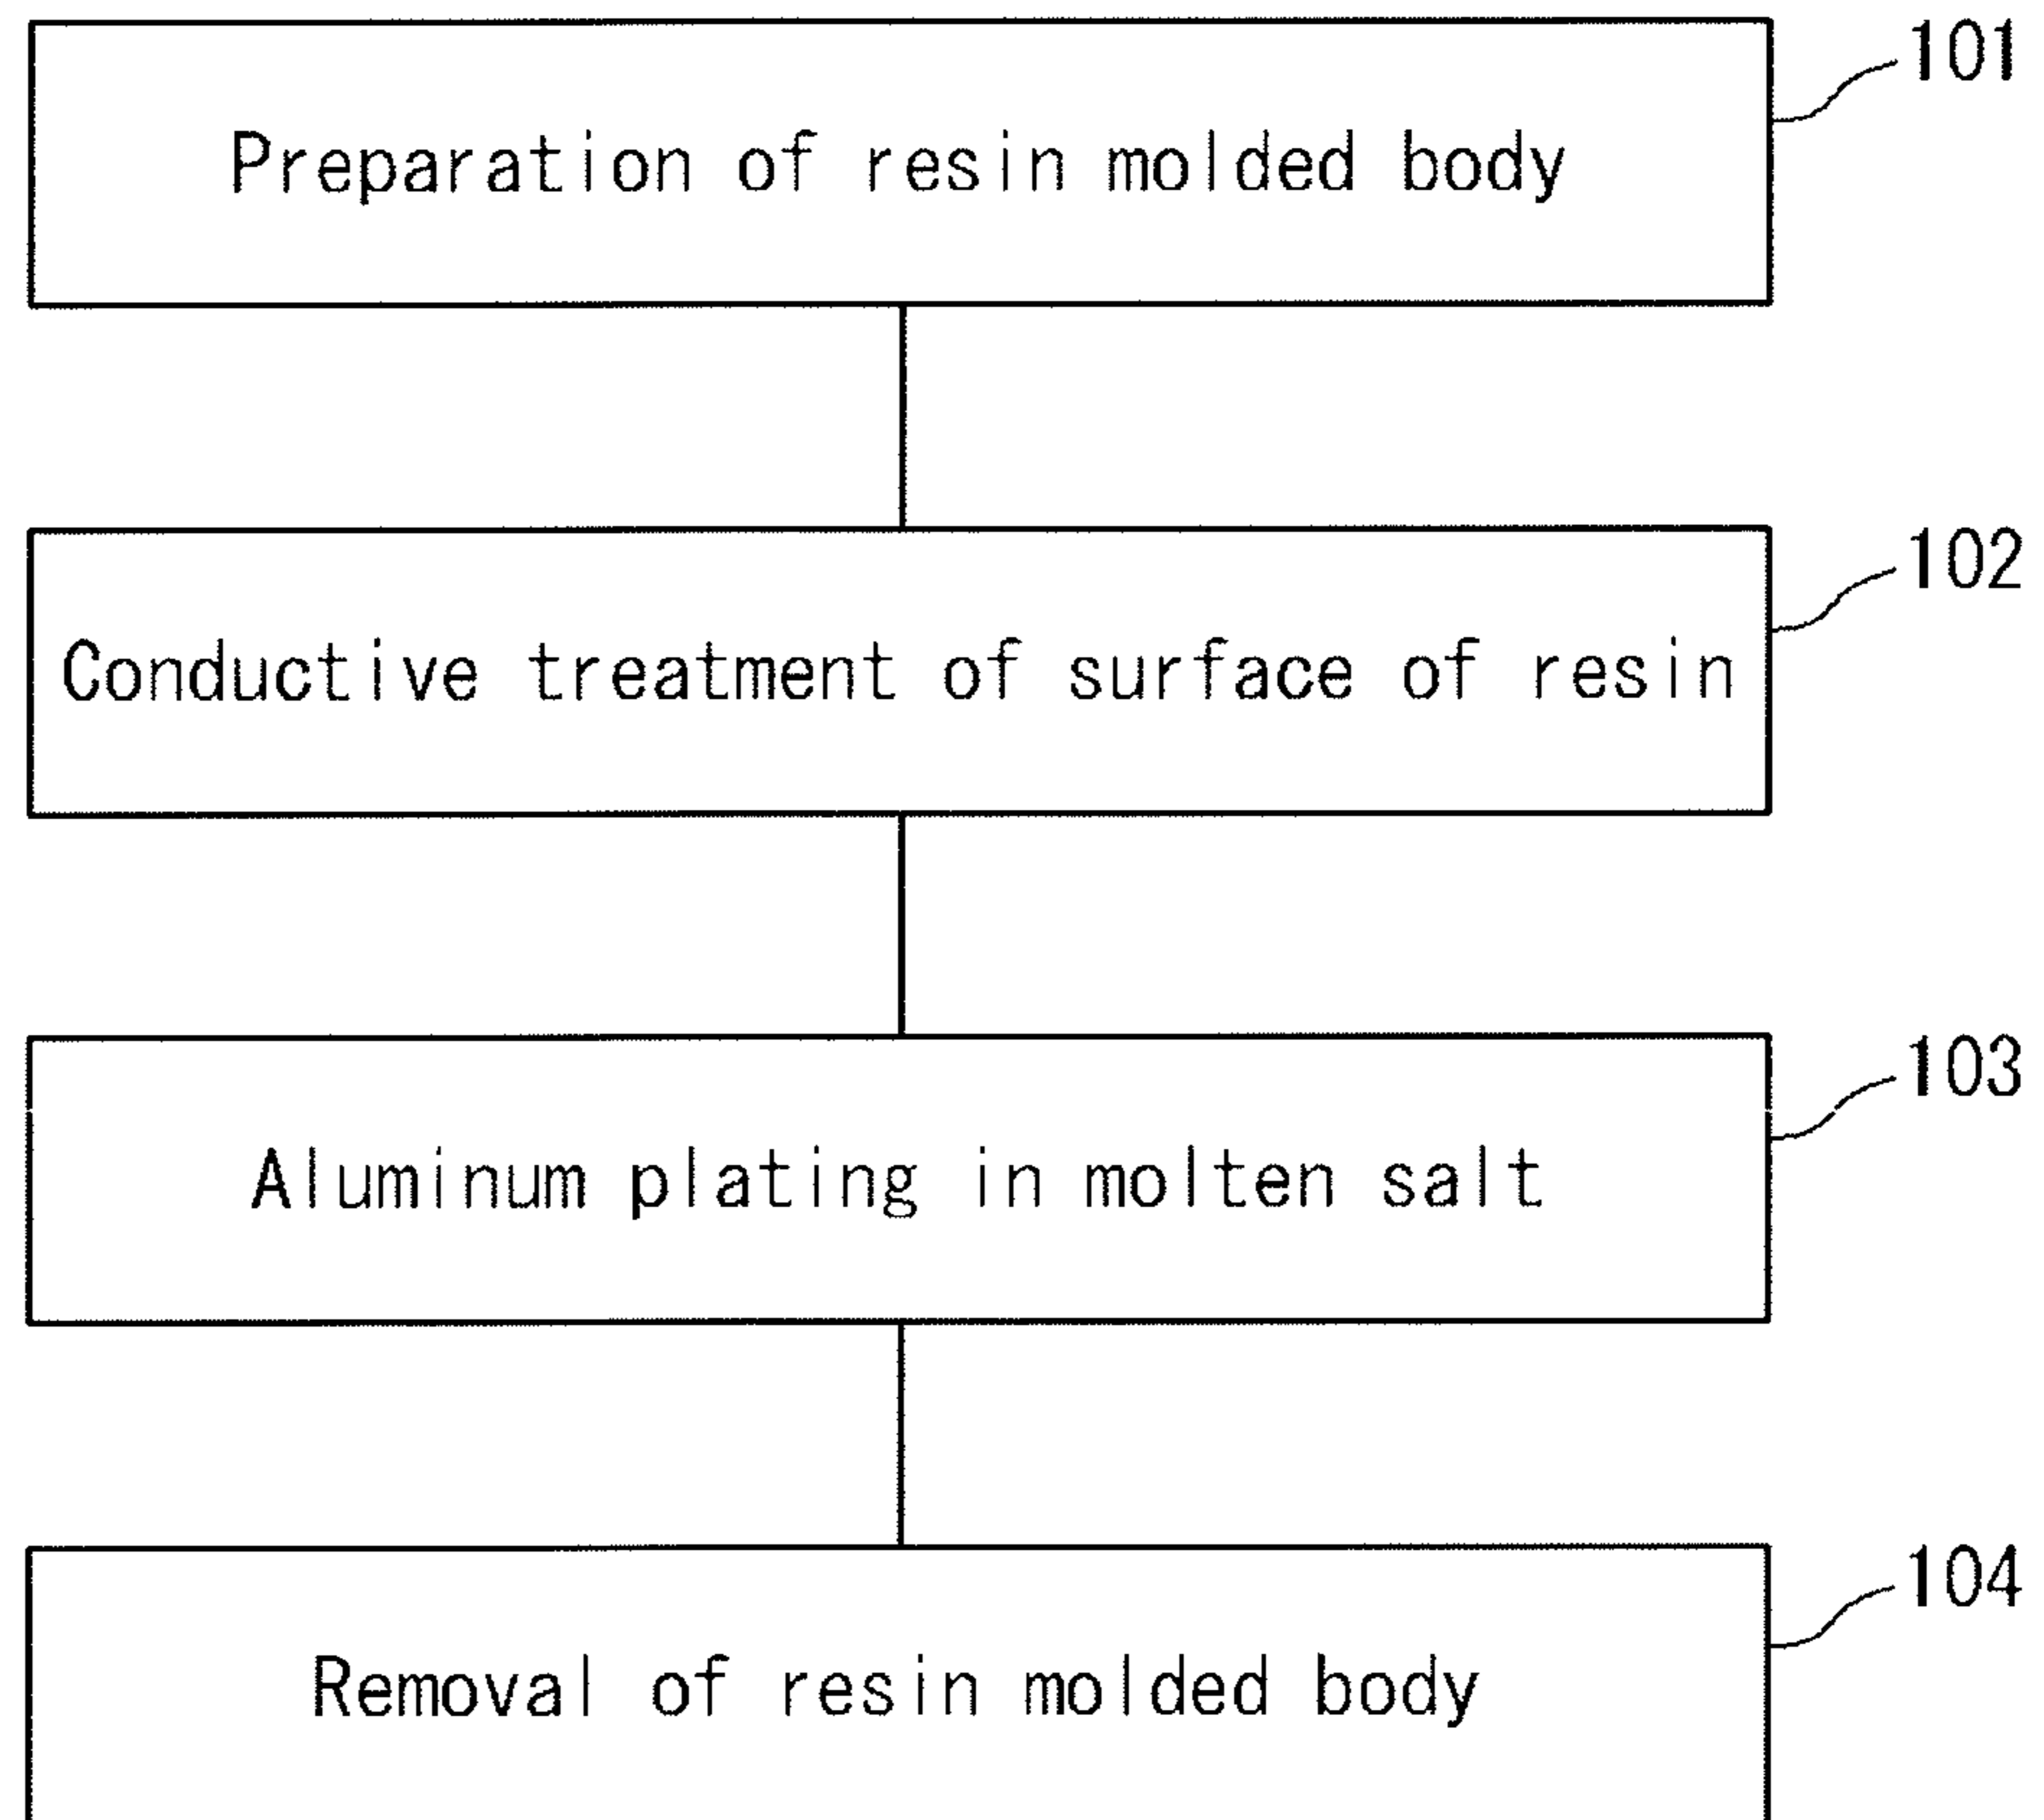 101
Preparation of resin molded body
102
Conductive treatment of surface of resin
103
Aluminum plating in molten salt
104
Removal of resin molded body